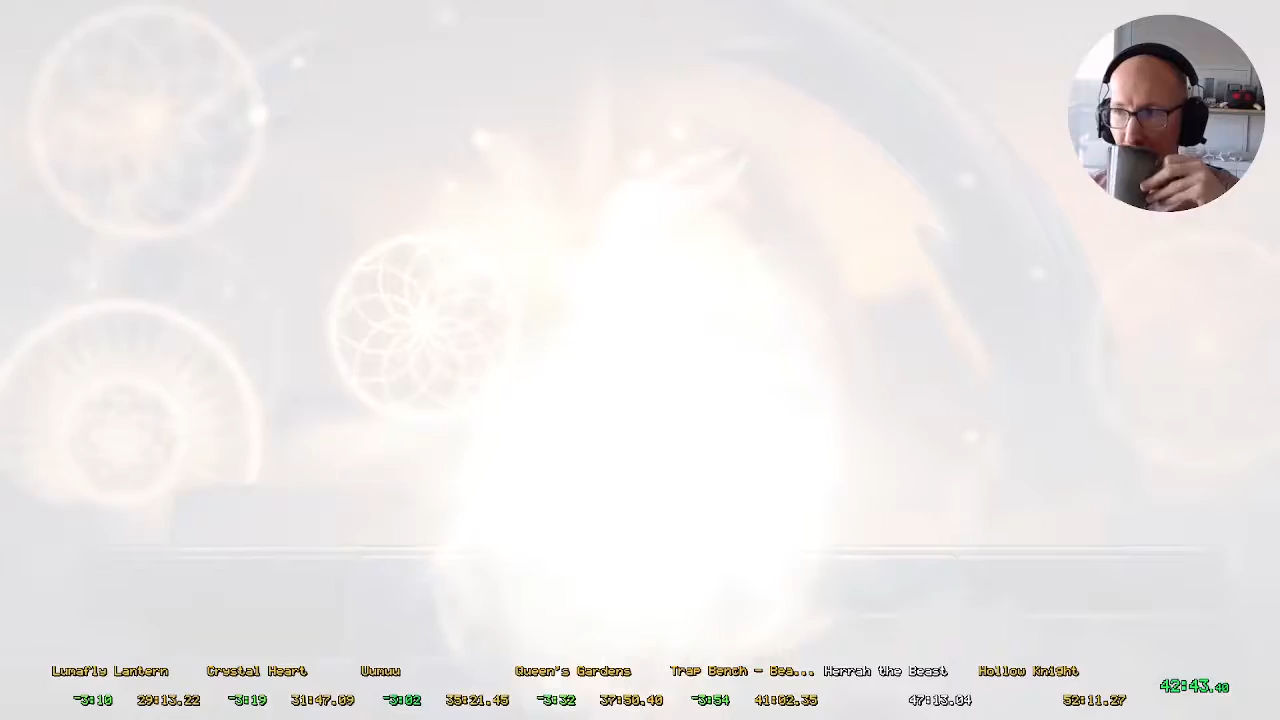 Lumafly Lantern Crystal Heart Uumuu Queen's Gardens Trap Bench - Bea... Herrah the Beast Hollow Knight
-3:10 29:13.22 -3:19 31:47.09 -3:02 35:21.45 -3:32 37:50.40 -3:54 41:02.35 47:13.04 52:11.27 42:43.40